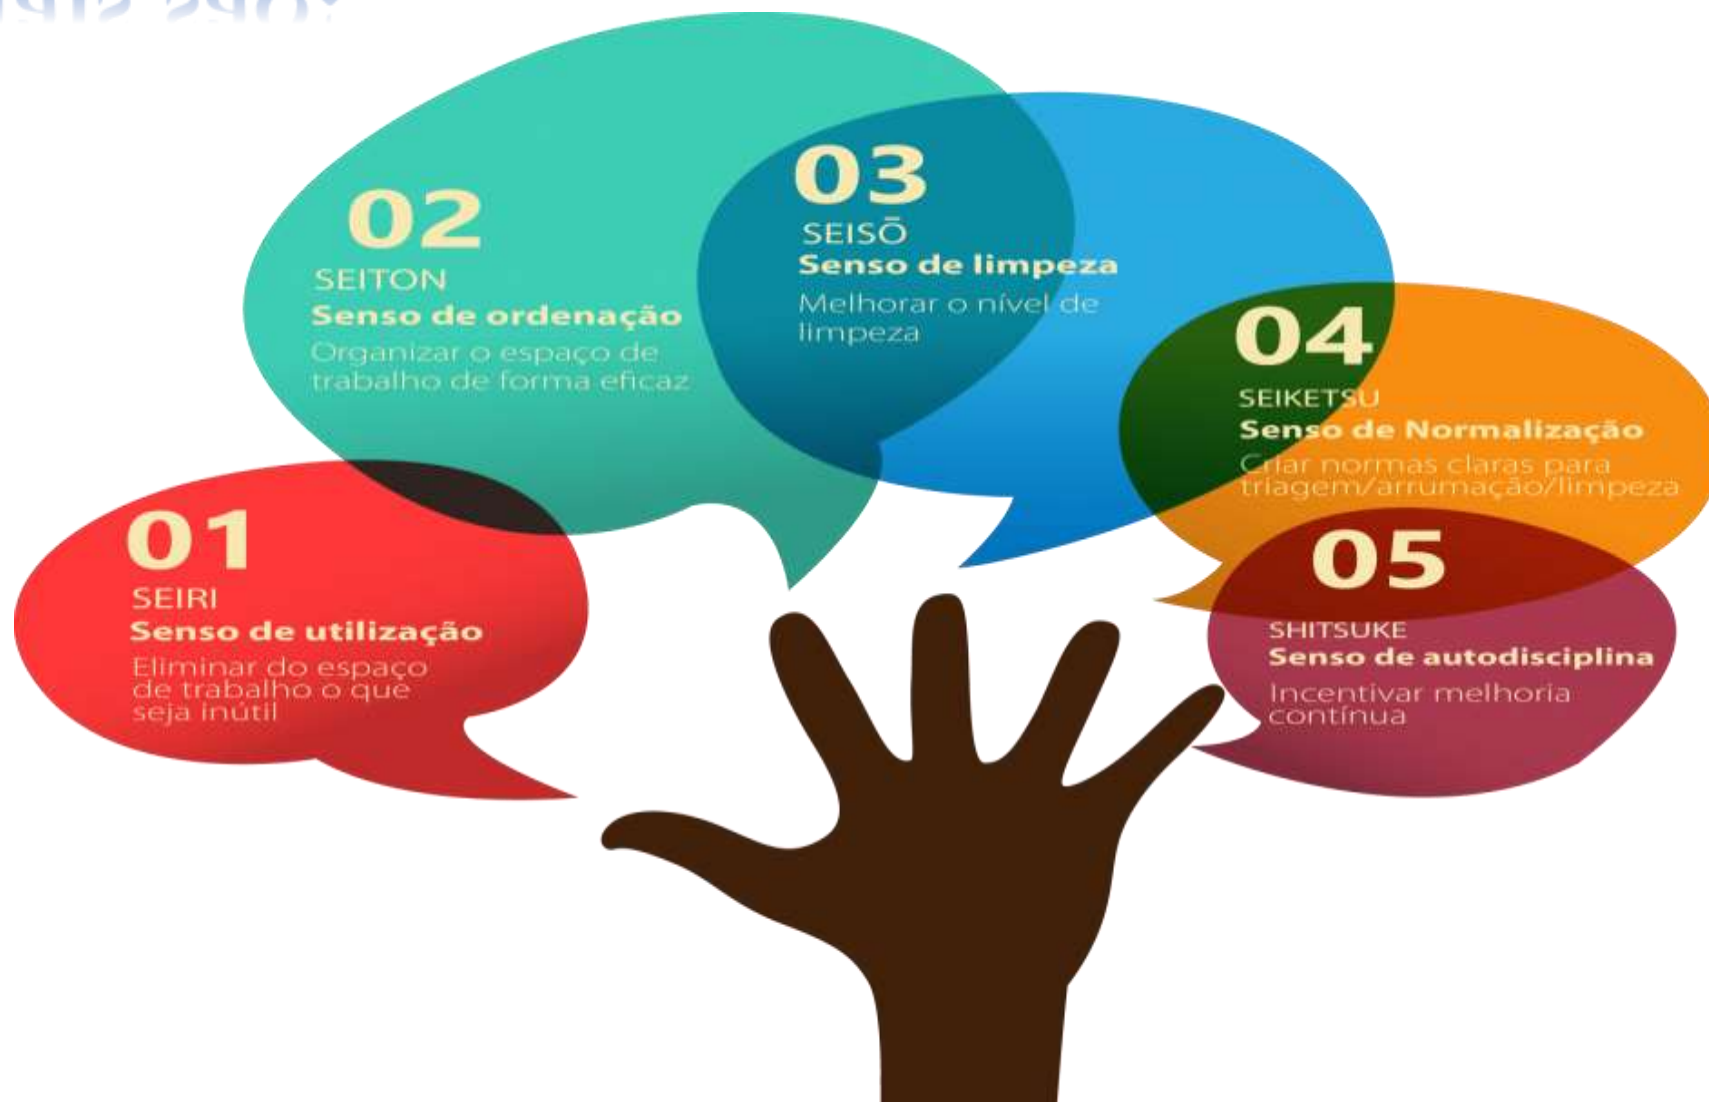 01
SEIRI
Senso de utilização
Eliminar do espaço
de trabalho o que
seja inútil
02
SEITON
Senso de ordenação
Organizar o espaço de
trabalho de forma eficaz
03
SEISŌ
Senso de limpeza
Melhorar o nível de
limpeza
04
SEIKETSU
Senso de Normalização
Criar normas claras para
triagem/arrumação/limpeza
05
SHITSUKE
Senso de autodisciplina
Incentivar melhoria
contínua